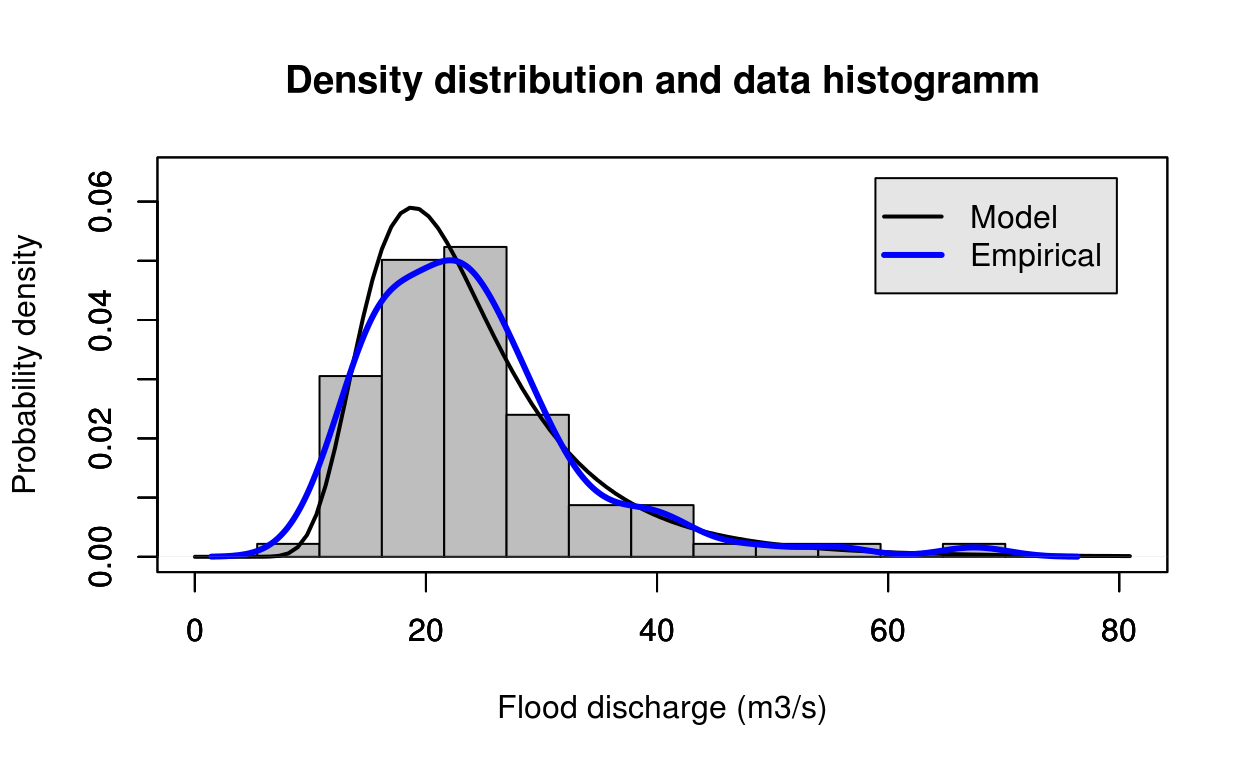 Density distribution and data histogramm
Probability density
0.06
0.04
0.02
0.00
Model
Empirical
0 20 40 60 80
Flood discharge (m3/s)